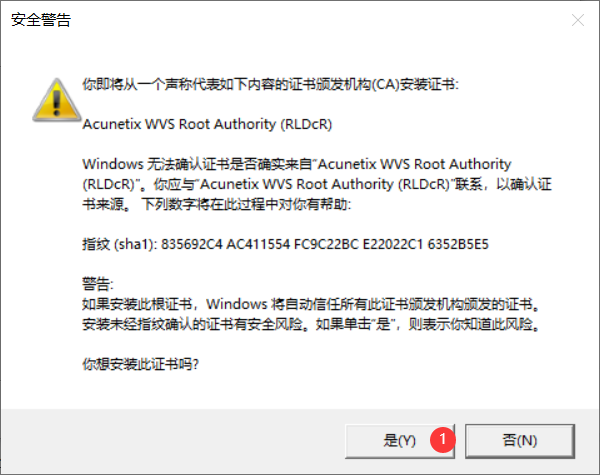 安全警告
你即将从一个声称代表如下内容的证书颁发机构(CA)安装证书:
Acunetix WVS Root Authority (RLDcR)
Windows 无法确认证书是否确实来自"Acunetix WVS Root Authority
(RLDcR)"。你应与"Acunetix WVS Root Authority (RLDcR)"联系，以确认证
书来源。 下列数字将在此过程中对你有帮助:
指纹 (sha1): 835692C4 AC411554 FC9C22BC E22022C1 6352B5E5
警告:
如果安装此根证书，Windows 将自动信任所有此证书颁发机构颁发的证书。
安装未经指纹确认的证书有安全风险。如果单击"是"，则表示你知道此风险。
你想安装此证书吗?
是(Y) 1 否(N)